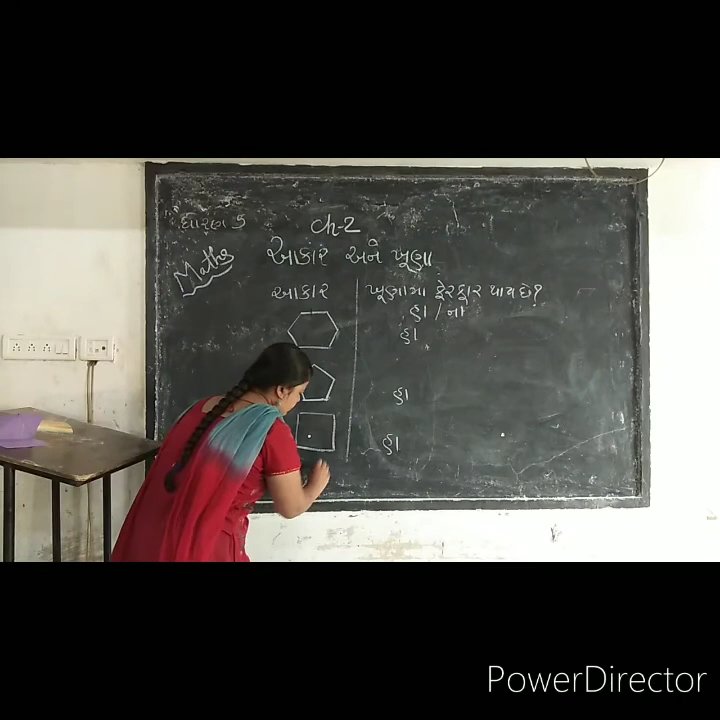 ધોરણ 5
ch-2
Maths
આકાર અને ખૂણા
આકાર
ખૂણામાં ફેરફાર થાય છે?
હા / ના
હા
હા
હા
PowerDirector